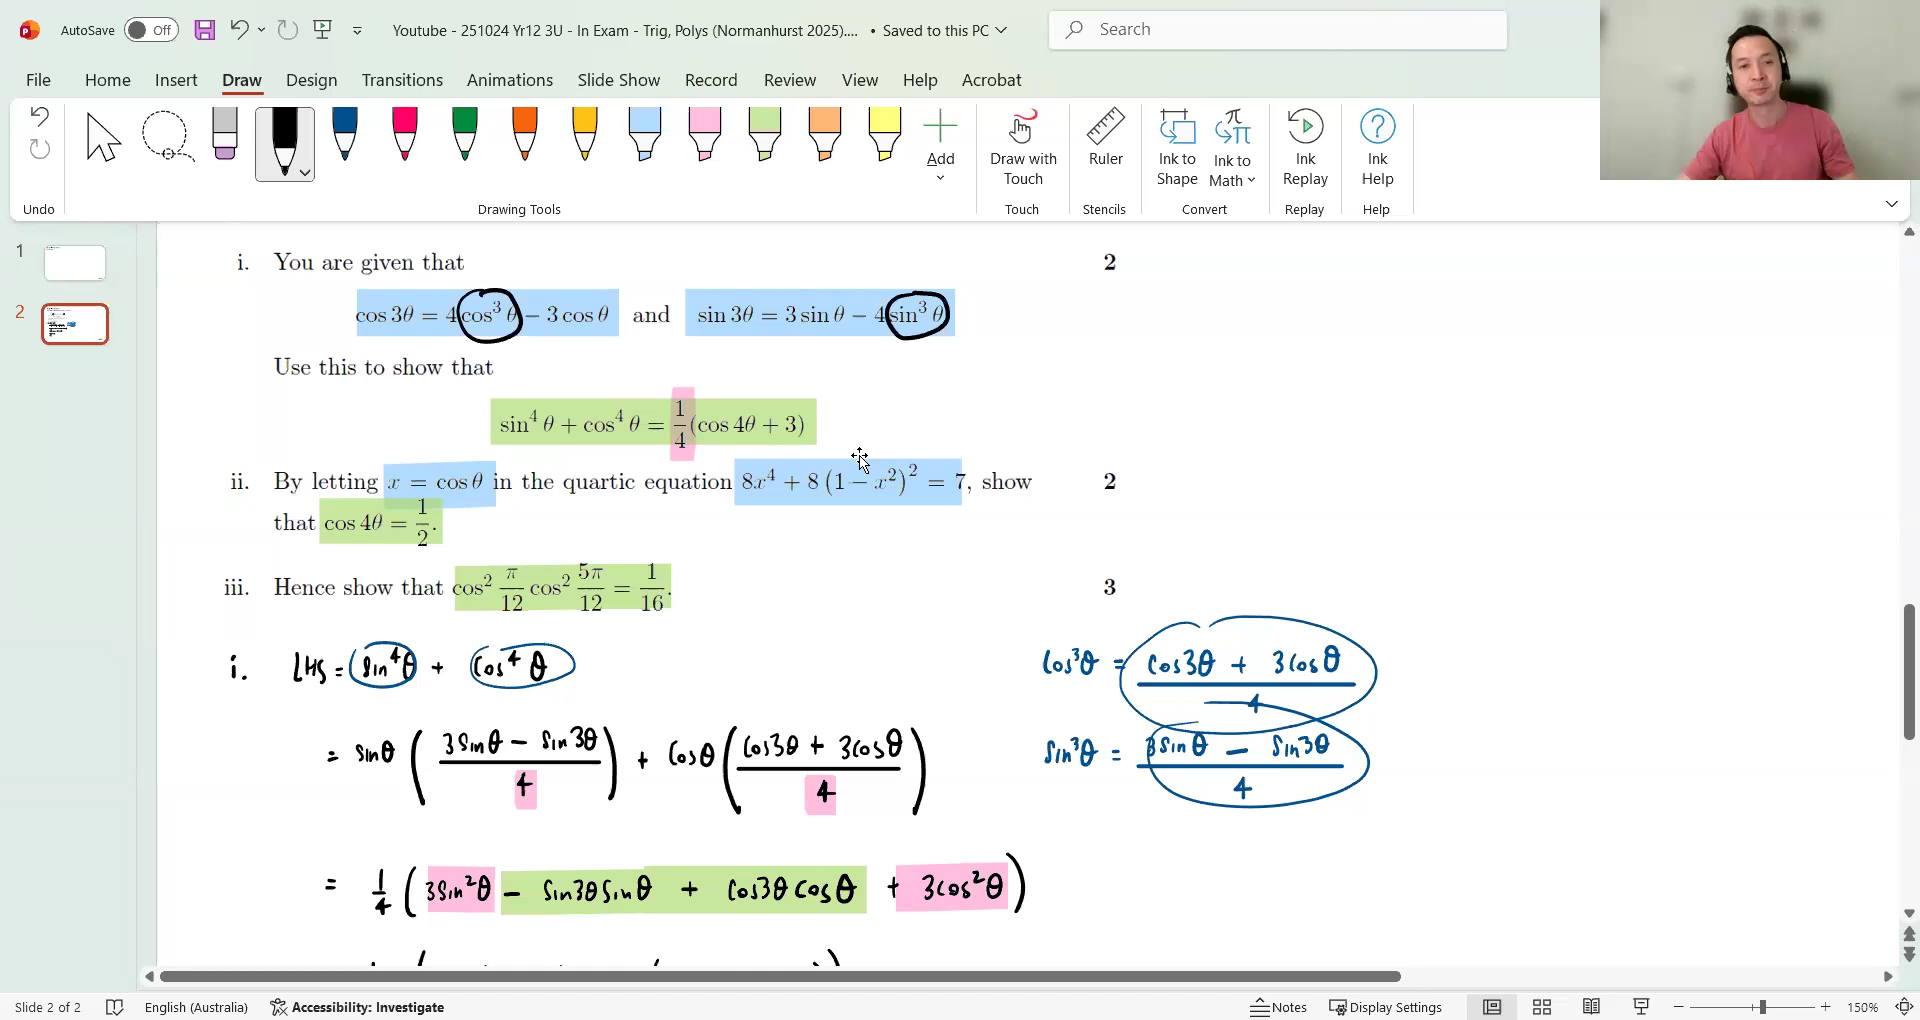 AutoSave Off Youtube - 251024 Yr12 3U - In Exam - Trig, Polys (Normanhurst 2025).... • Saved to this PC Search
File Home Insert Draw Design Transitions Animations Slide Show Record Review View Help Acrobat
Add Draw with Touch Ruler Ink to Shape Ink to Math Ink Replay Ink Help
Undo Drawing Tools Touch Stencils Convert Replay Help
1
2
i. You are given that 2
cos 3θ = 4 cos³ θ − 3 cos θ and sin 3θ = 3 sin θ − 4 sin³ θ
Use this to show that
sin⁴ θ + cos⁴ θ = 1/4 (cos 4θ + 3)
ii. By letting x = cos θ in the quartic equation 8x⁴ + 8 (1 − x²)² = 7, show 2
that cos 4θ = 1/2.
iii. Hence show that cos² π/12 cos² 5π/12 = 1/16. 3
i. LHS = sin⁴θ + cos⁴θ
= sinθ ( (3sinθ − sin3θ)/4 ) + cosθ ( (cos3θ + 3cosθ)/4 )
= 1/4 ( 3sin²θ − sin3θ sinθ + cos3θ cosθ + 3cos²θ )
cos³θ = (cos3θ + 3cosθ)/4
sin³θ = (3sinθ − sin3θ)/4
Slide 2 of 2 English (Australia) Accessibility: Investigate Notes Display Settings 150%